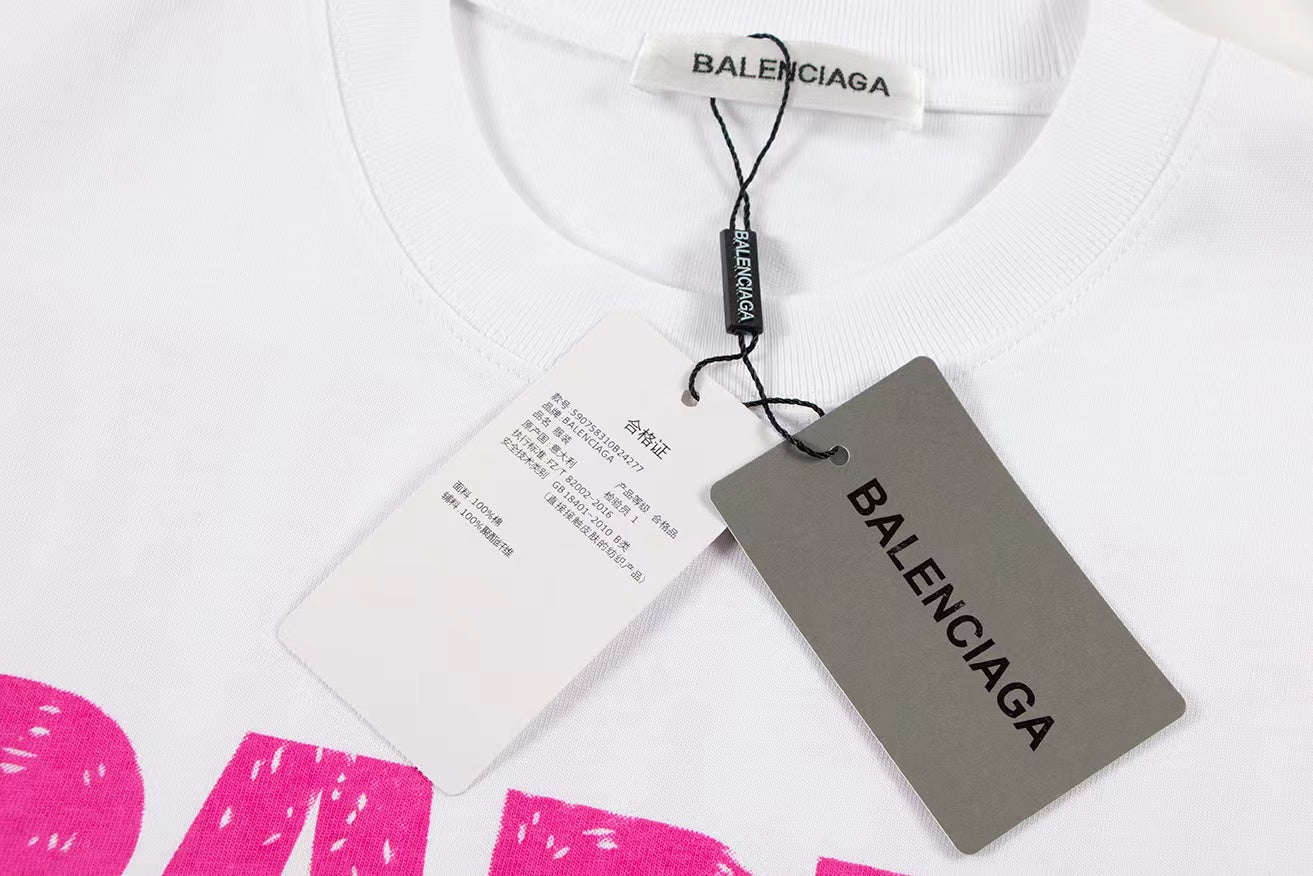 BALENCIAGA
BALENCIAGA
合格证
款号:590758310B24277
品牌:BALENCIAGA
品名:服装
原产国:意大利
产品等级:合格品
执行标准:FZ/T 82002-2016
检验员:1
安全技术类别 GB 18401-2010 B类
(直接接触皮肤的纺织产品)
面料:100%棉
辅料:100%聚酯纤维
BALENCIAGA